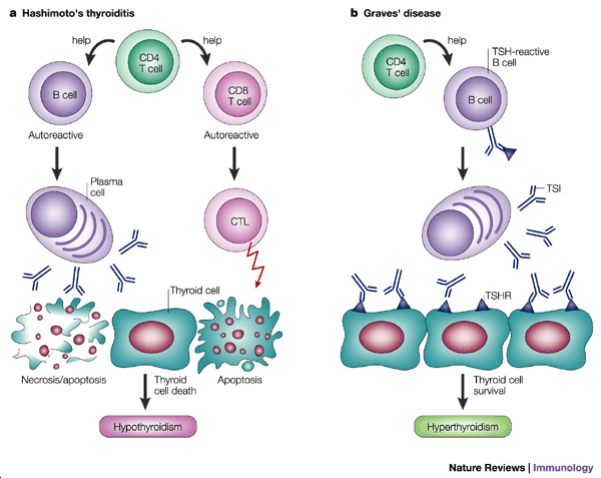 a Hashimoto's thyroiditis
help
CD4
T cell
help
B cell
CD8
T cell
Autoreactive
Autoreactive
Plasma
cell
CTL
Thyroid cell
Necrosis/apoptosis
Thyroid
cell death
Apoptosis
Hypothyroidism
b Graves' disease
CD4
T cell
help
TSH-reactive
B cell
B cell
TSI
TSHR
Thyroid cell
survival
Hyperthyroidism
Nature Reviews | Immunology